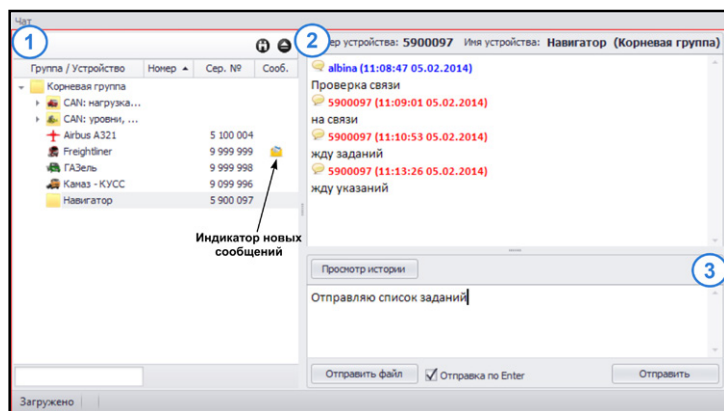 Чат
1
2
ер устройства: 5900097 Имя устройства: Навигатор (Корневая группа)
Группа / Устройство Номер Сер. № Сооб.
Корневая группа
CAN: нагрузка...
CAN: уровни, ...
Airbus A321 5 100 004
Freightliner 9 999 999
ГАЗель 9 999 998
Камаз - КУСС 9 099 996
Навигатор 5 900 097
Индикатор новых
сообщений
albina (11:08:47 05.02.2014)
Проверка связи
5900097 (11:09:01 05.02.2014)
на связи
5900097 (11:10:53 05.02.2014)
жду заданий
5900097 (11:13:26 05.02.2014)
жду указаний
Просмотр истории
3
Отправляю список заданий
Отправить файл Отправка по Enter Отправить
Загружено